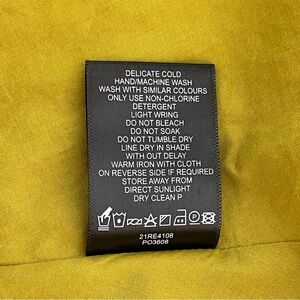 DELICATE COLD
HAND/MACHINE WASH
WASH WITH SIMILAR COLOURS
ONLY USE NON-CHLORINE
DETERGENT
LIGHT WRING
DO NOT BLEACH
DO NOT SOAK
DO NOT TUMBLE DRY
LINE DRY IN SHADE
WITH OUT DELAY
WARM IRON WITH CLOTH
ON REVERSE SIDE IF REQUIRED
STORE AWAY FROM
DIRECT SUNLIGHT
DRY CLEAN P
21RE4108
PO3608